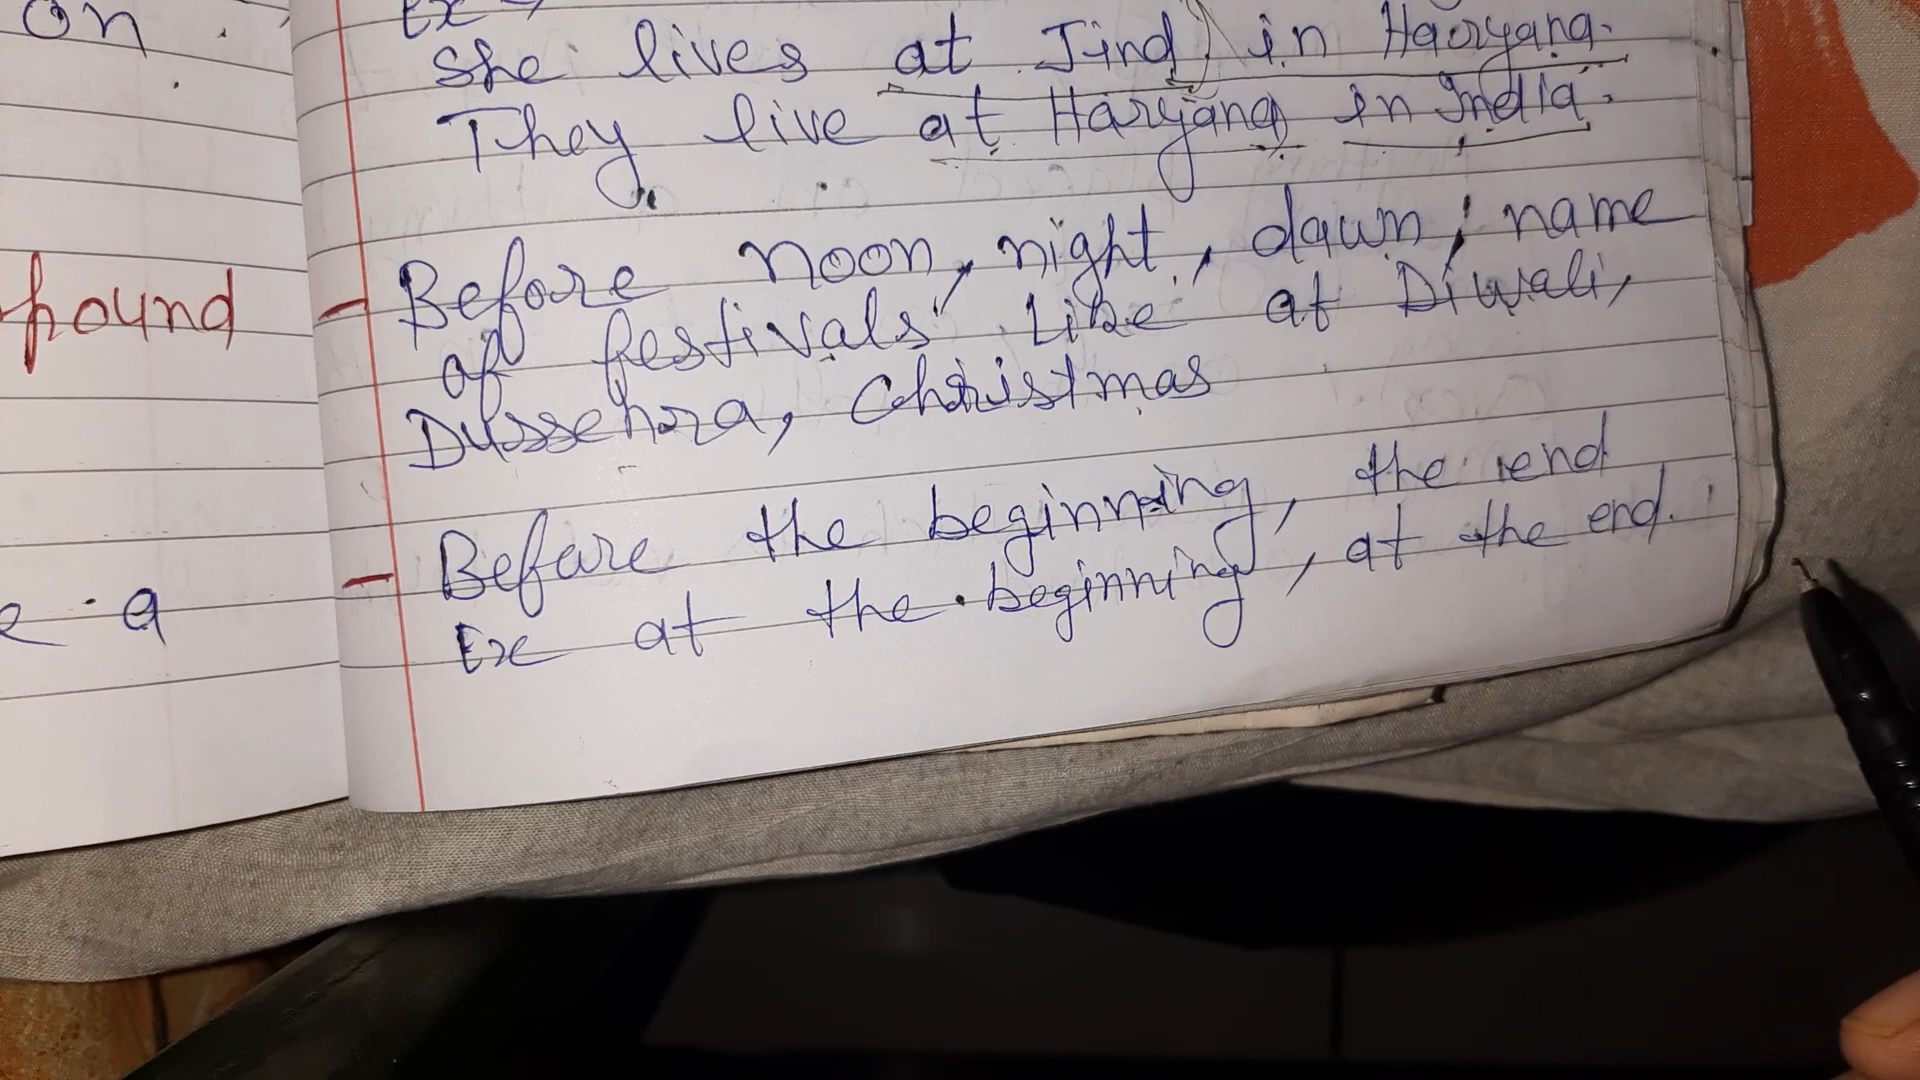 on.
pound
a
Ex
She lives at Jind) in Haryana.
They live at Haryana) in India.
- Before noon, night, dawn, name
of festivals like at Diwali,
Dussehra, Christmas
- Before the beginning, the end
Ex at the beginning, at the end.